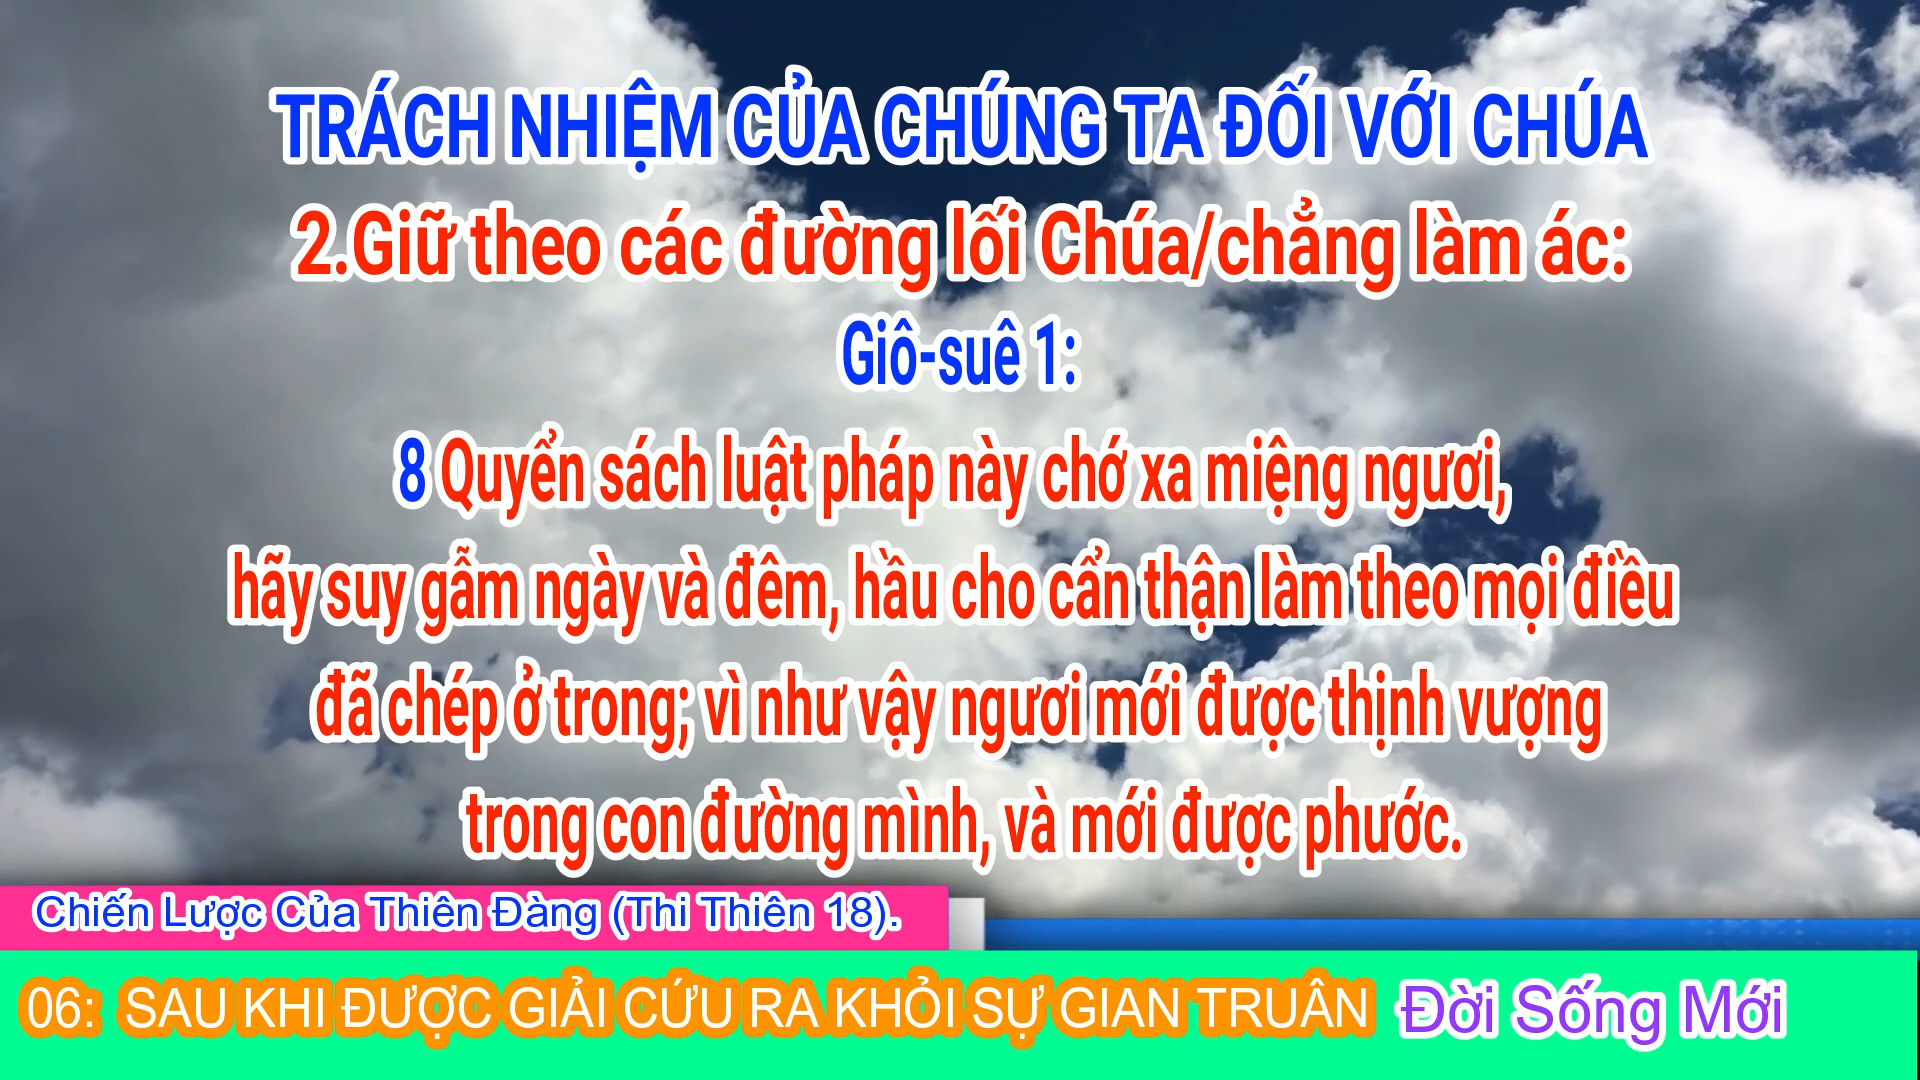 TRÁCH NHIỆM CỦA CHÚNG TA ĐỐI VỚI CHÚA
2.Giữ theo các đường lối Chúa/chẳng làm ác:
Giô-suê 1:
8 Quyển sách luật pháp này chớ xa miệng ngươi,
hãy suy gẫm ngày và đêm, hầu cho cẩn thận làm theo mọi điều
đã chép ở trong; vì như vậy ngươi mới được thịnh vượng
trong con đường mình, và mới được phước.
Chiến Lược Của Thiên Đàng (Thi Thiên 18).
06: SAU KHI ĐƯỢC GIẢI CỨU RA KHỎI SỰ GIAN TRUÂN Đời Sống Mới